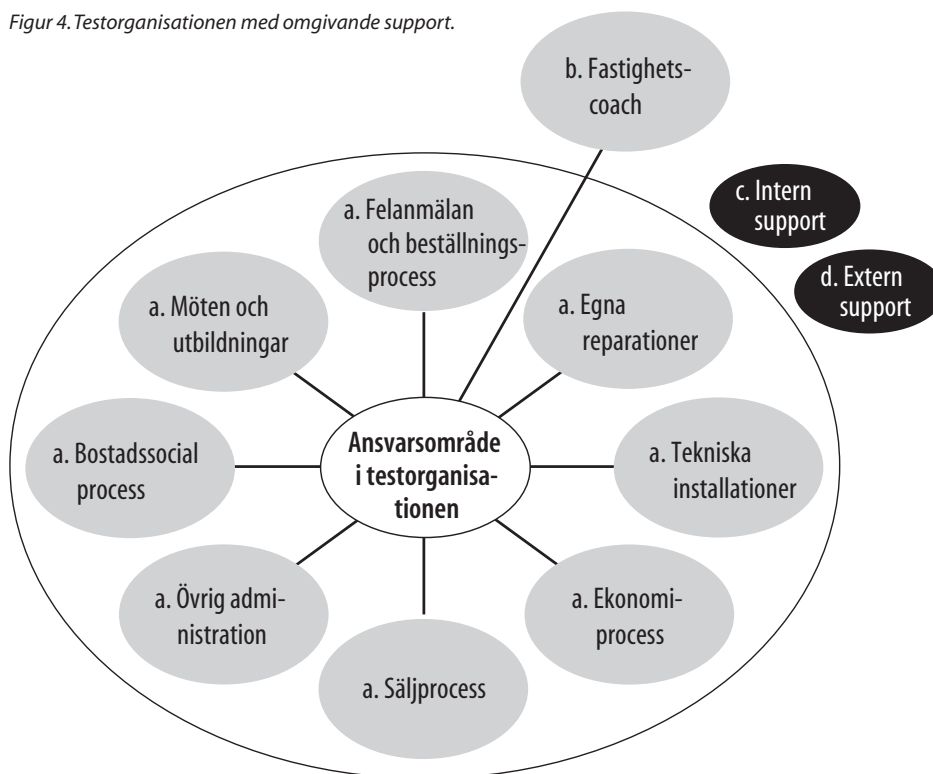 Figur 4. Testorganisationen med omgivande support.
b. Fastighets-
coach
c. Intern
support
d. Extern
support
a. Felanmälan
och beställnings-
process
a. Möten och
utbildningar
a. Egna
reparationer
a. Bostadssocial
process
Ansvarsområde
i testorganisa-
tionen
a. Tekniska
installationer
a. Övrig admi-
nistration
a. Ekonomi-
process
a. Säljprocess